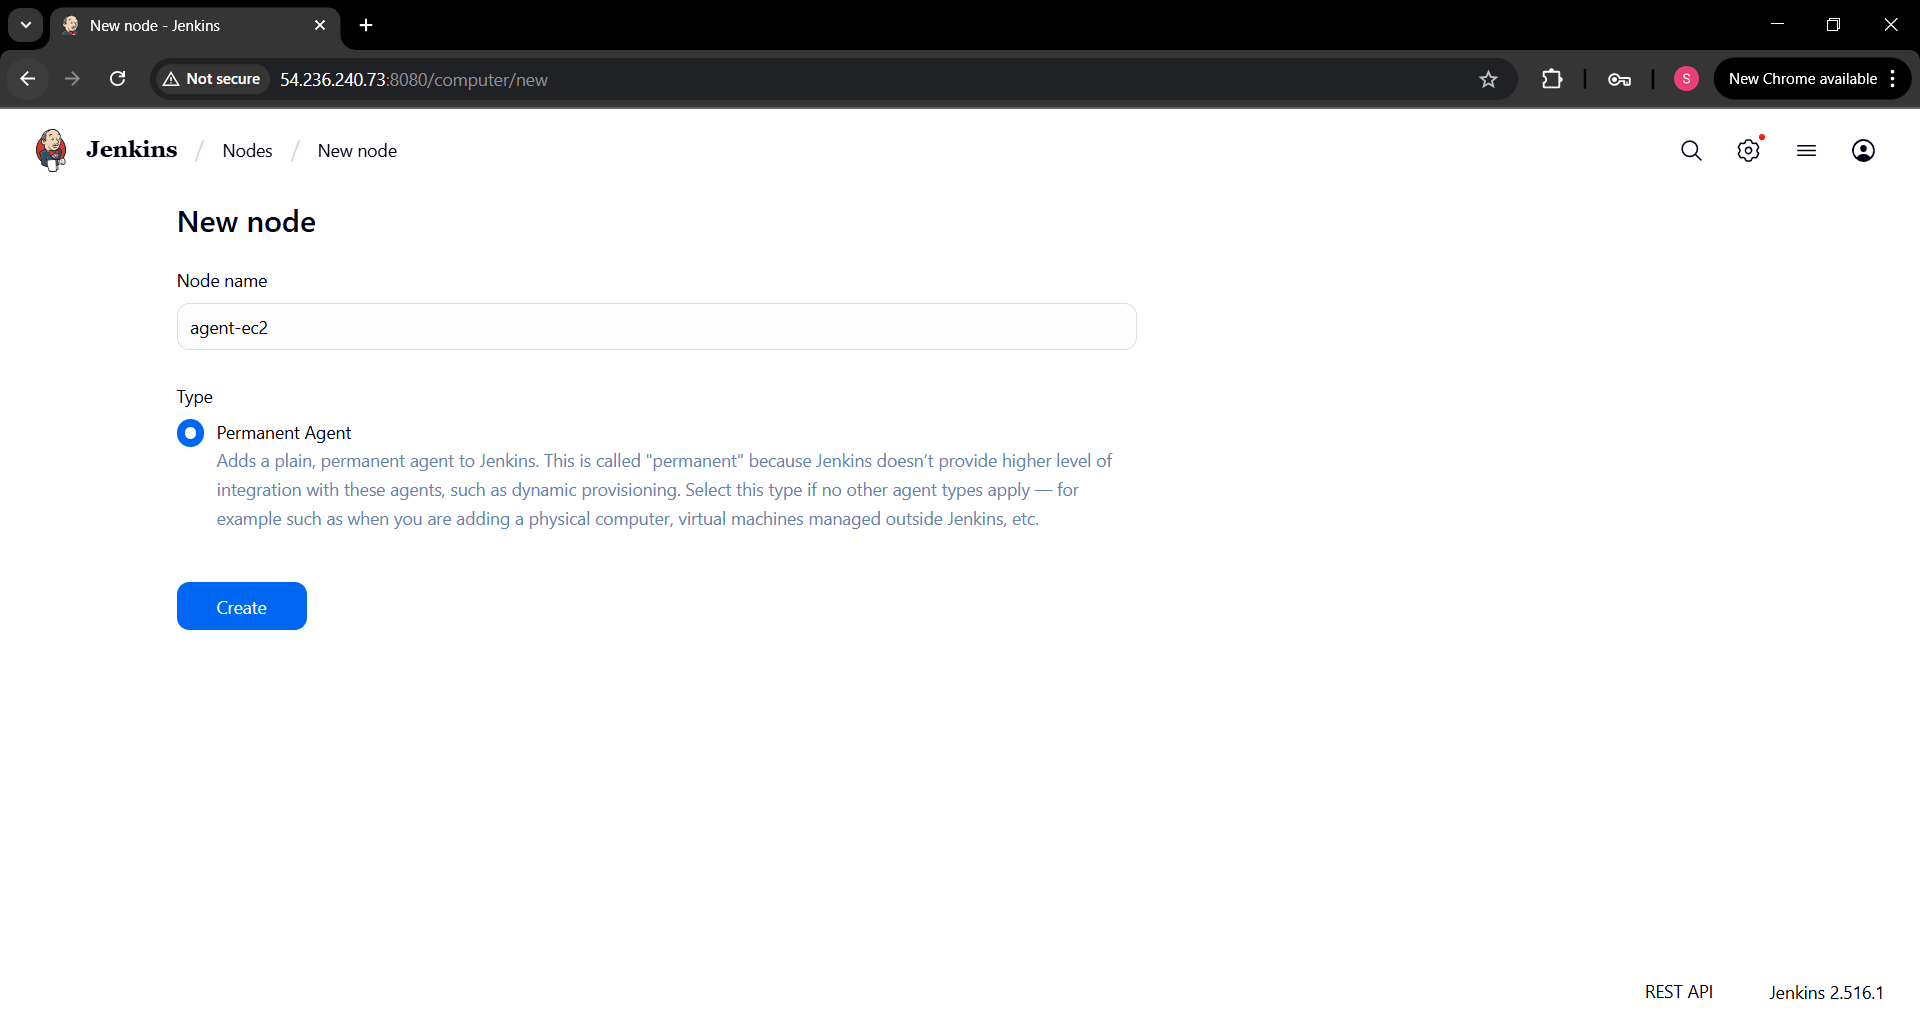 New node - Jenkins
Not secure 54.236.240.73:8080/computer/new S New Chrome available
Jenkins / Nodes / New node
New node
Node name
agent-ec2
Type
Permanent Agent
Adds a plain, permanent agent to Jenkins. This is called "permanent" because Jenkins doesn’t provide higher level of
integration with these agents, such as dynamic provisioning. Select this type if no other agent types apply — for
example such as when you are adding a physical computer, virtual machines managed outside Jenkins, etc.
Create
REST API Jenkins 2.516.1